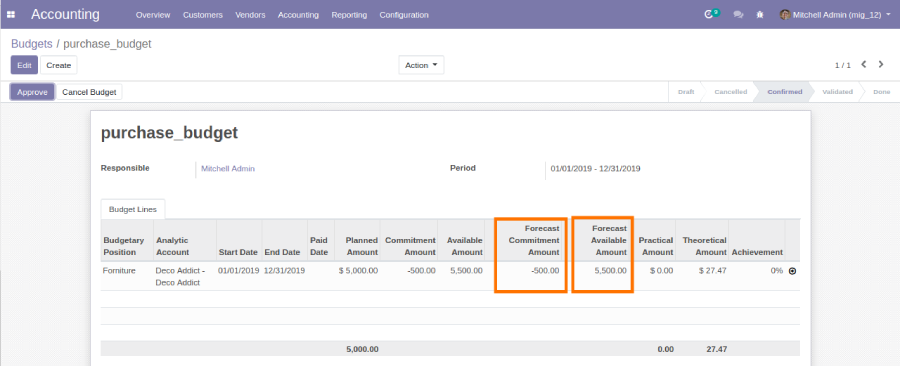 Accounting Overview Customers Vendors Accounting Reporting Configuration 9 Mitchell Admin (mig_12)
Budgets / purchase_budget
Edit Create Action 1 / 1
Approve Cancel Budget Draft Cancelled Confirmed Validated Done
purchase_budget
Responsible Mitchell Admin Period 01/01/2019 - 12/31/2019
Budget Lines
Budgetary Position Analytic Account Start Date End Date Paid Date Planned Amount Commitment Amount Available Amount Forecast Commitment Amount Forecast Available Amount Practical Amount Theoretical Amount Achievement
Forniture Deco Addict - Deco Addict 01/01/2019 12/31/2019 $ 5,000.00 -500.00 5,500.00 -500.00 5,500.00 $ 0.00 $ 27.47 0%
5,000.00 0.00 27.47